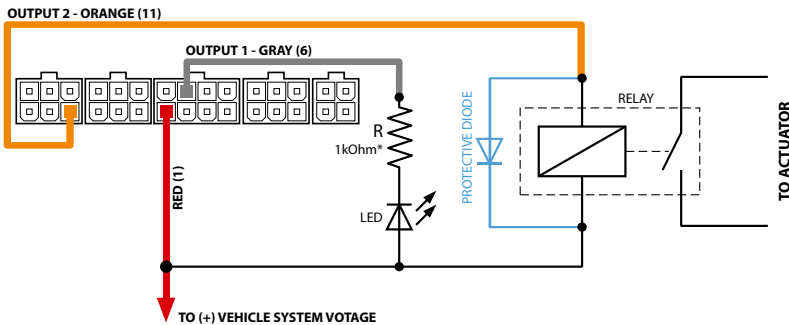 OUTPUT 2 - ORANGE (11)
OUTPUT 1 - GRAY (6)
RELAY
R
1kOhm*
PROTECTIVE DIODE
TO ACTUATOR
RED (1)
LED
TO (+) VEHICLE SYSTEM VOTAGE